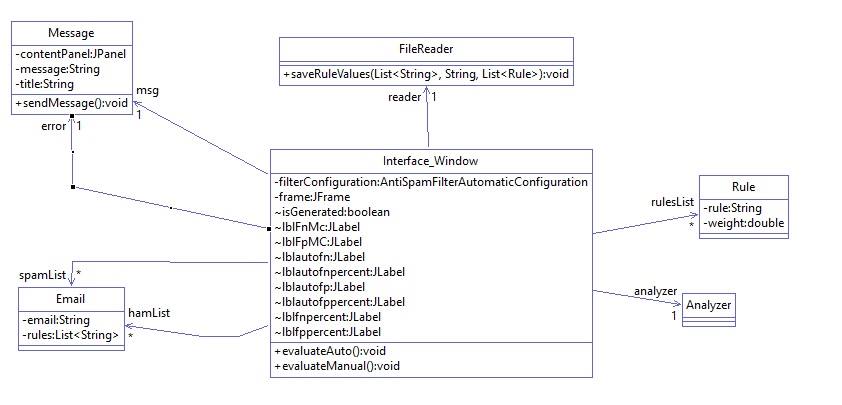 Message
-contentPanel:JPanel
-message:String
-title:String
+sendMessage():void
msg
1
error
1
FileReader
+saveRuleValues(List<String>, String, List<Rule>):void
reader
1
Interface_Window
-filterConfiguration:AntiSpamFilterAutomaticConfiguration
-frame:JFrame
~isGenerated:boolean
~lblFnMc:JLabel
~lblFpMC:JLabel
~lblautofn:JLabel
~lblautofnpercent:JLabel
~lblautofp:JLabel
~lblautofppercent:JLabel
~lblfnpercent:JLabel
~lblfppercent:JLabel
+evaluateAuto():void
+evaluateManual():void
rulesList
*
Rule
-rule:String
-weight:double
analyzer
1
Analyzer
spamList
*
Email
-email:String
-rules:List<String>
hamList
*